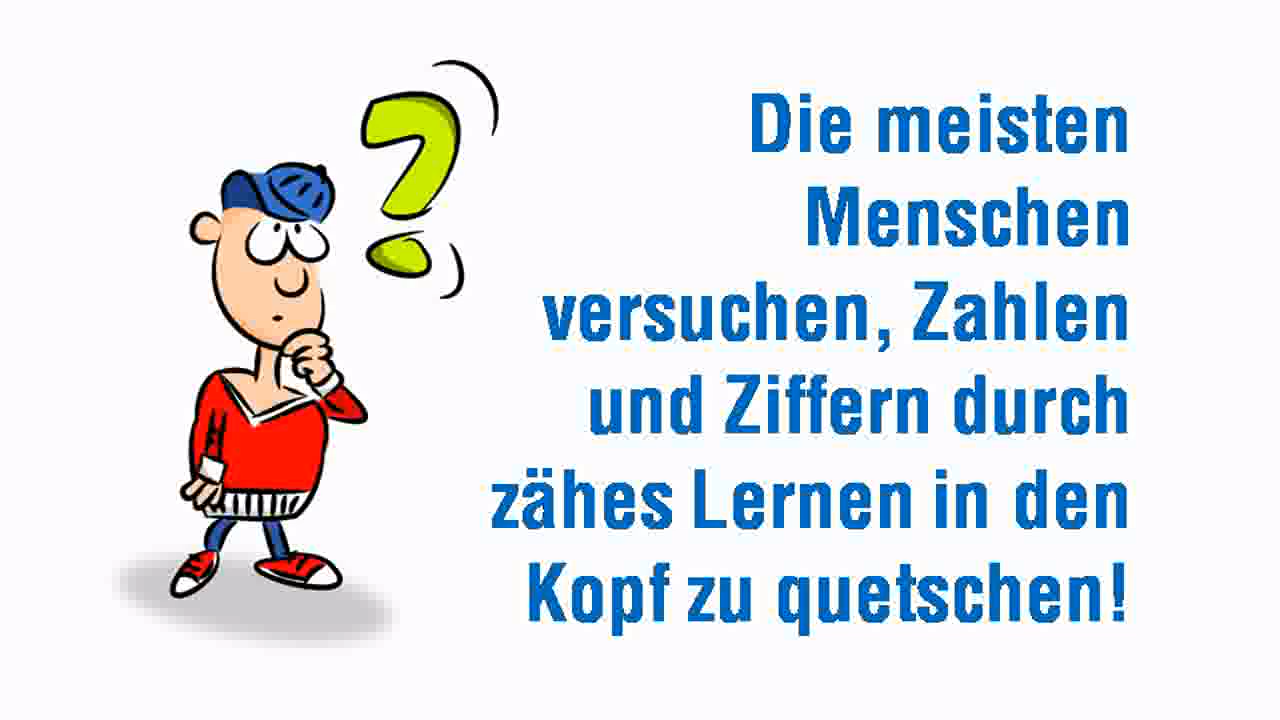 Die meisten
Menschen
versuchen, Zahlen
und Ziffern durch
zähes Lernen in den
Kopf zu quetschen!